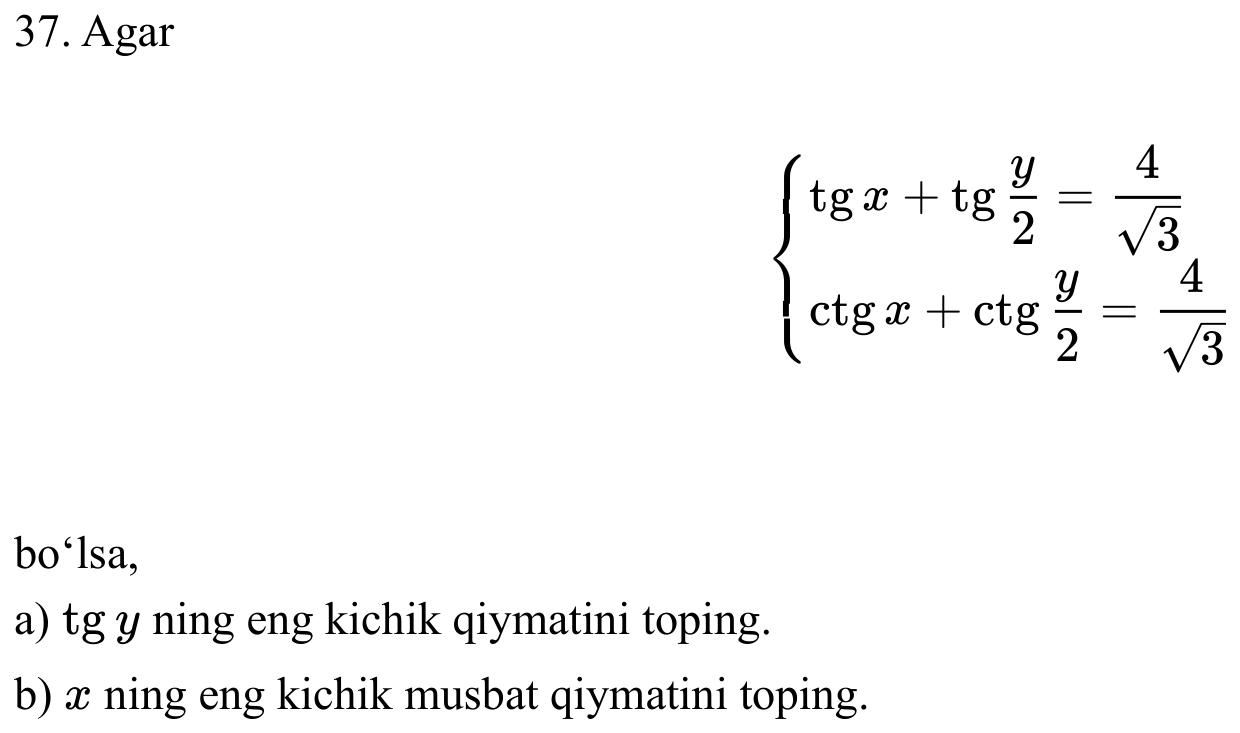 37. Agar
{ tg x + tg y/2 = 4/√3
ctg x + ctg y/2 = 4/√3
bo‘lsa,
a) tg y ning eng kichik qiymatini toping.
b) x ning eng kichik musbat qiymatini toping.